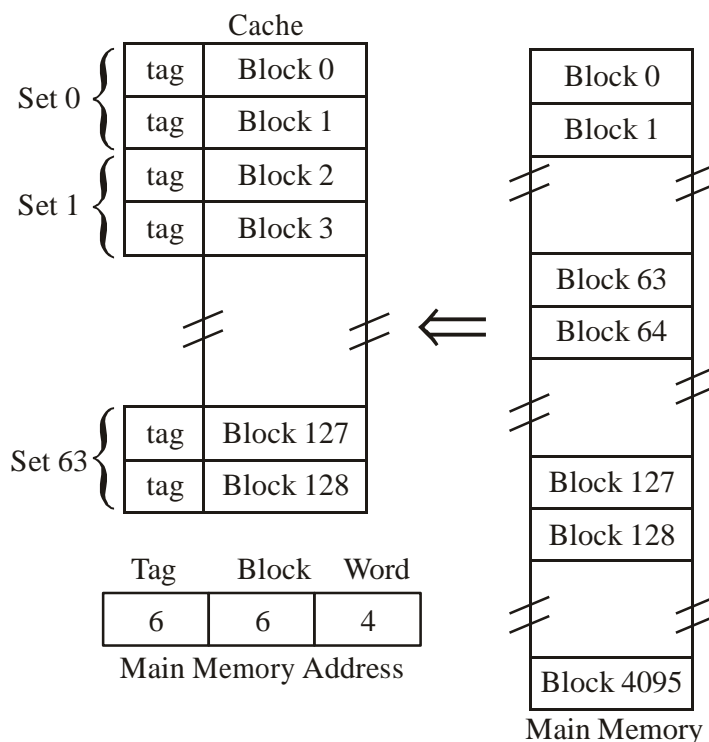 Cache
Set 0
tag Block 0
tag Block 1
Set 1
tag Block 2
tag Block 3
Set 63
tag Block 127
tag Block 128
Tag Block Word
6 6 4
Main Memory Address
Block 0
Block 1
Block 63
Block 64
Block 127
Block 128
Block 4095
Main Memory